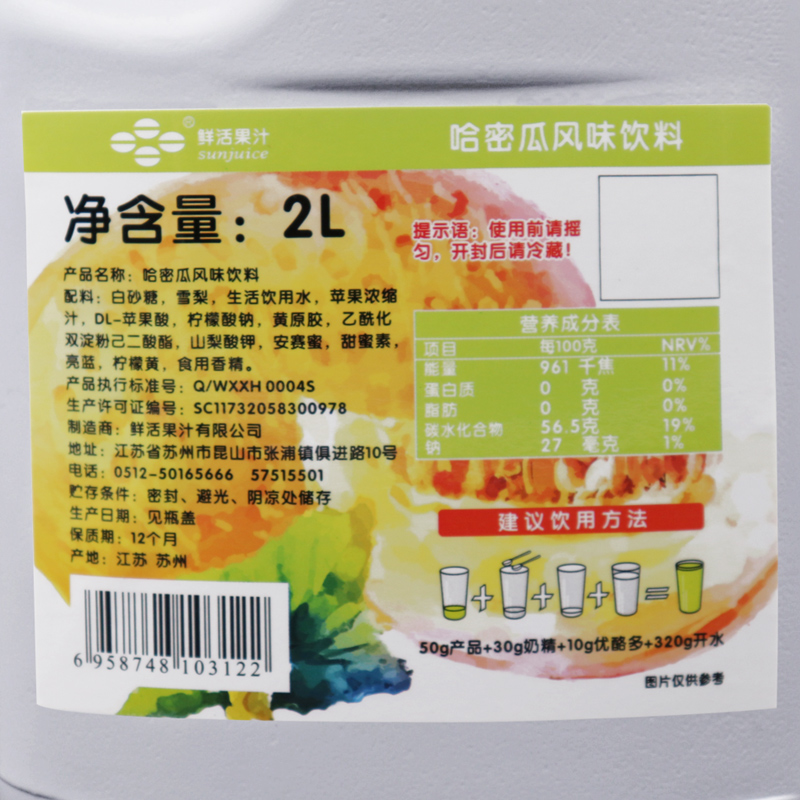 ® 鲜活果汁
sunjuice
哈密瓜风味饮料
净含量：2L
提示语：使用前请摇
匀，开封后请冷藏！
产品名称：哈密瓜风味饮料
配料：白砂糖，雪梨，生活饮用水，苹果浓缩
汁，DL-苹果酸，柠檬酸钠，黄原胶，乙酰化
双淀粉己二酸酯，山梨酸钾，安赛蜜，甜蜜素，
亮蓝，柠檬黄，食用香精。
产品执行标准号：Q/WXXH 0004S
生产许可证编号：SC11732058300978
制造商：鲜活果汁有限公司
地址：江苏省苏州市昆山市张浦镇俱进路10号
电话：0512-50165666 57515501
贮存条件：密封、避光、阴凉处储存
生产日期：见瓶盖
保质期：12个月
产地：江苏 苏州
6 958748 103122
营养成分表
项目 每100克 NRV%
能量 961 千焦 11%
蛋白质 0 克 0%
脂肪 0 克 0%
碳水化合物 56.5克 19%
钠 27 毫克 1%
建议饮用方法
+ + + =
50g产品+30g奶精+10g优酪多+320g开水
图片仅供参考